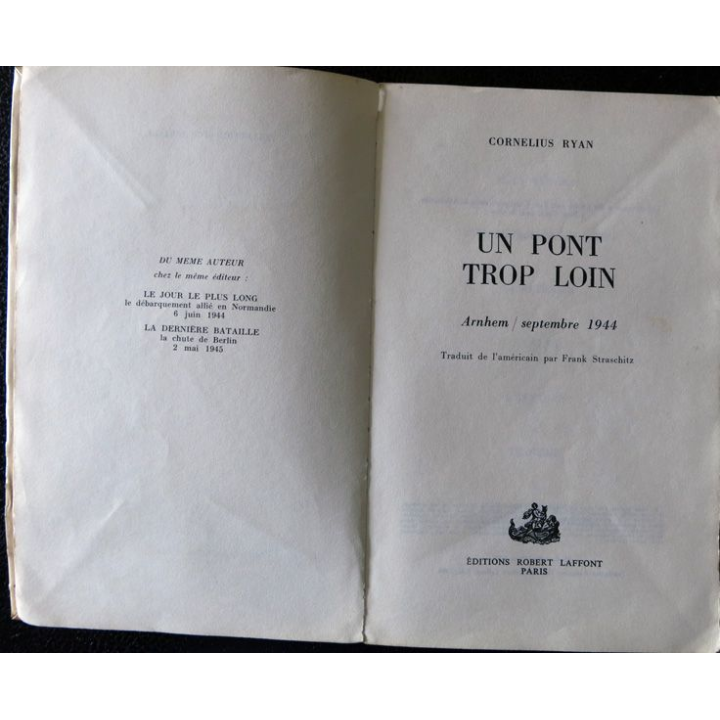 DU MEME AUTEUR
chez le même éditeur :
LE JOUR LE PLUS LONG
le débarquement allié en Normandie
6 juin 1944
LA DERNIÈRE BATAILLE
la chute de Berlin
2 mai 1945
CORNELIUS RYAN
UN PONT
TROP LOIN
Arnhem / septembre 1944
Traduit de l'américain par Frank Straschitz
ÉDITIONS ROBERT LAFFONT
PARIS